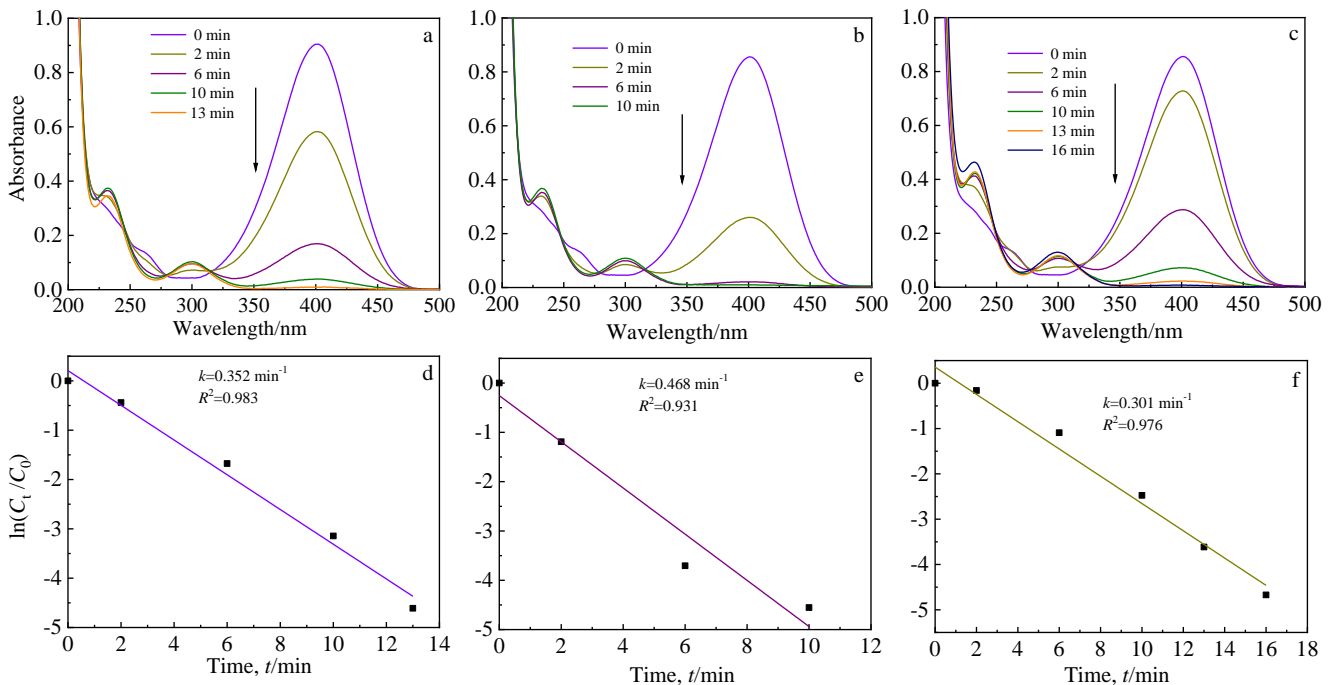 a
0 min
2 min
6 min
10 min
13 min
Absorbance
1.0
0.8
0.6
0.4
0.2
0.0
200 250 300 350 400 450 500
Wavelength/nm
b
0 min
2 min
6 min
10 min
1.0
0.8
0.6
0.4
0.2
0.0
200 250 300 350 400 450 500
Wavelength/nm
c
0 min
2 min
6 min
10 min
13 min
16 min
1.0
0.8
0.6
0.4
0.2
0.0
200 250 300 350 400 450 500
Wavelength/nm
d
k=0.352 min⁻¹
R²=0.983
ln(Cₜ/C₀)
0
-1
-2
-3
-4
-5
0 2 4 6 8 10 12 14
Time, t/min
e
k=0.468 min⁻¹
R²=0.931
0
-1
-2
-3
-4
-5
0 2 4 6 8 10 12
Time, t/min
f
k=0.301 min⁻¹
R²=0.976
0
-1
-2
-3
-4
-5
0 2 4 6 8 10 12 14 16 18
Time, t/min